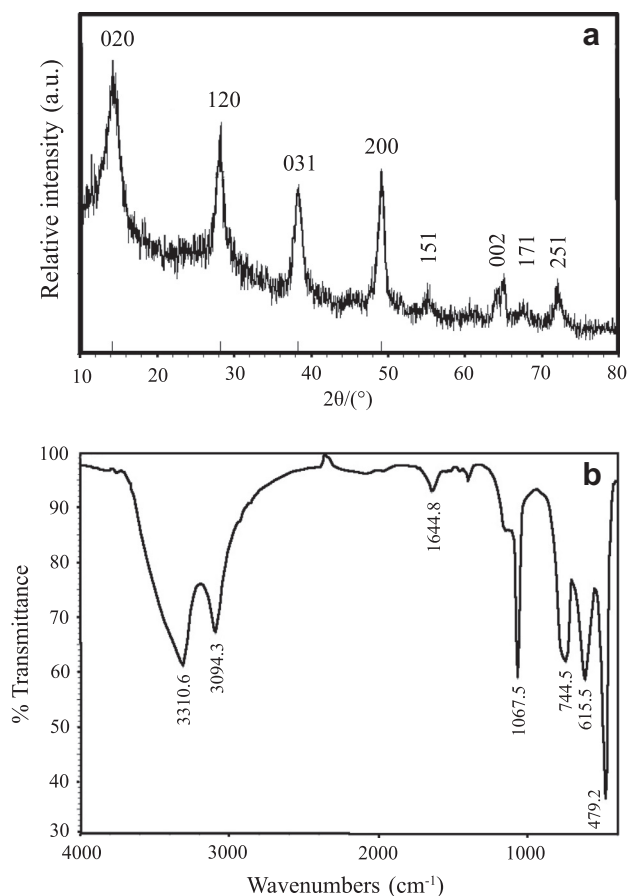 a
020
120
031
200
151
002
171
251
Relative intensity (a.u.)
10 20 30 40 50 60 70 80
2θ/(°)
b
100
90
80
70
60
50
40
30
% Transmittance
3310.6
3094.3
1644.8
1067.5
744.5
615.5
479.2
4000 3000 2000 1000
Wavenumbers (cm⁻¹)